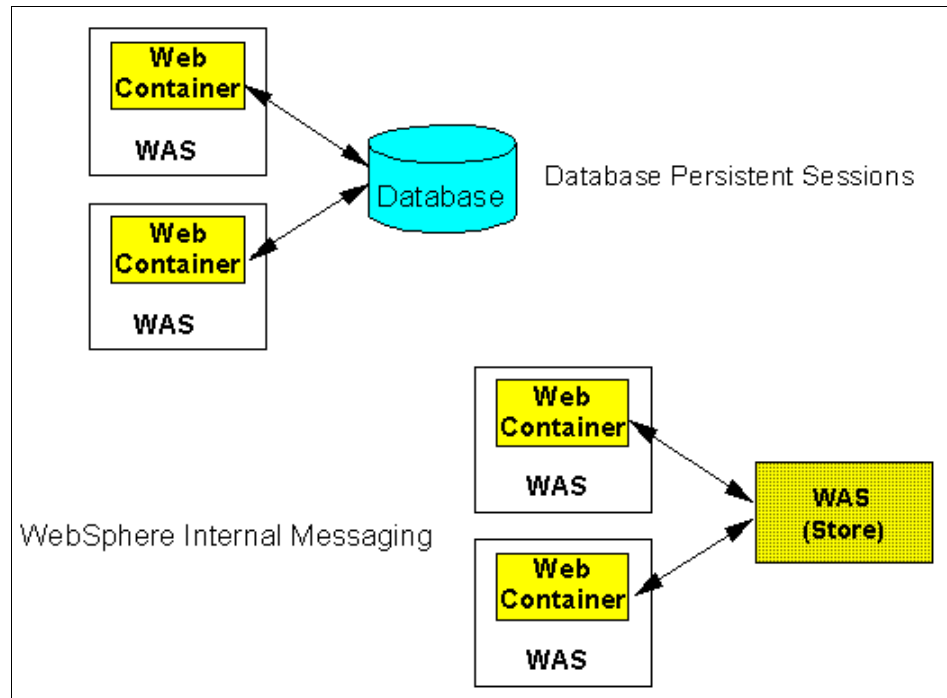 Web
Container
WAS
Database
Database Persistent Sessions
Web
Container
WAS
Web
Container
WAS
WAS
(Store)
WebSphere Internal Messaging
Web
Container
WAS